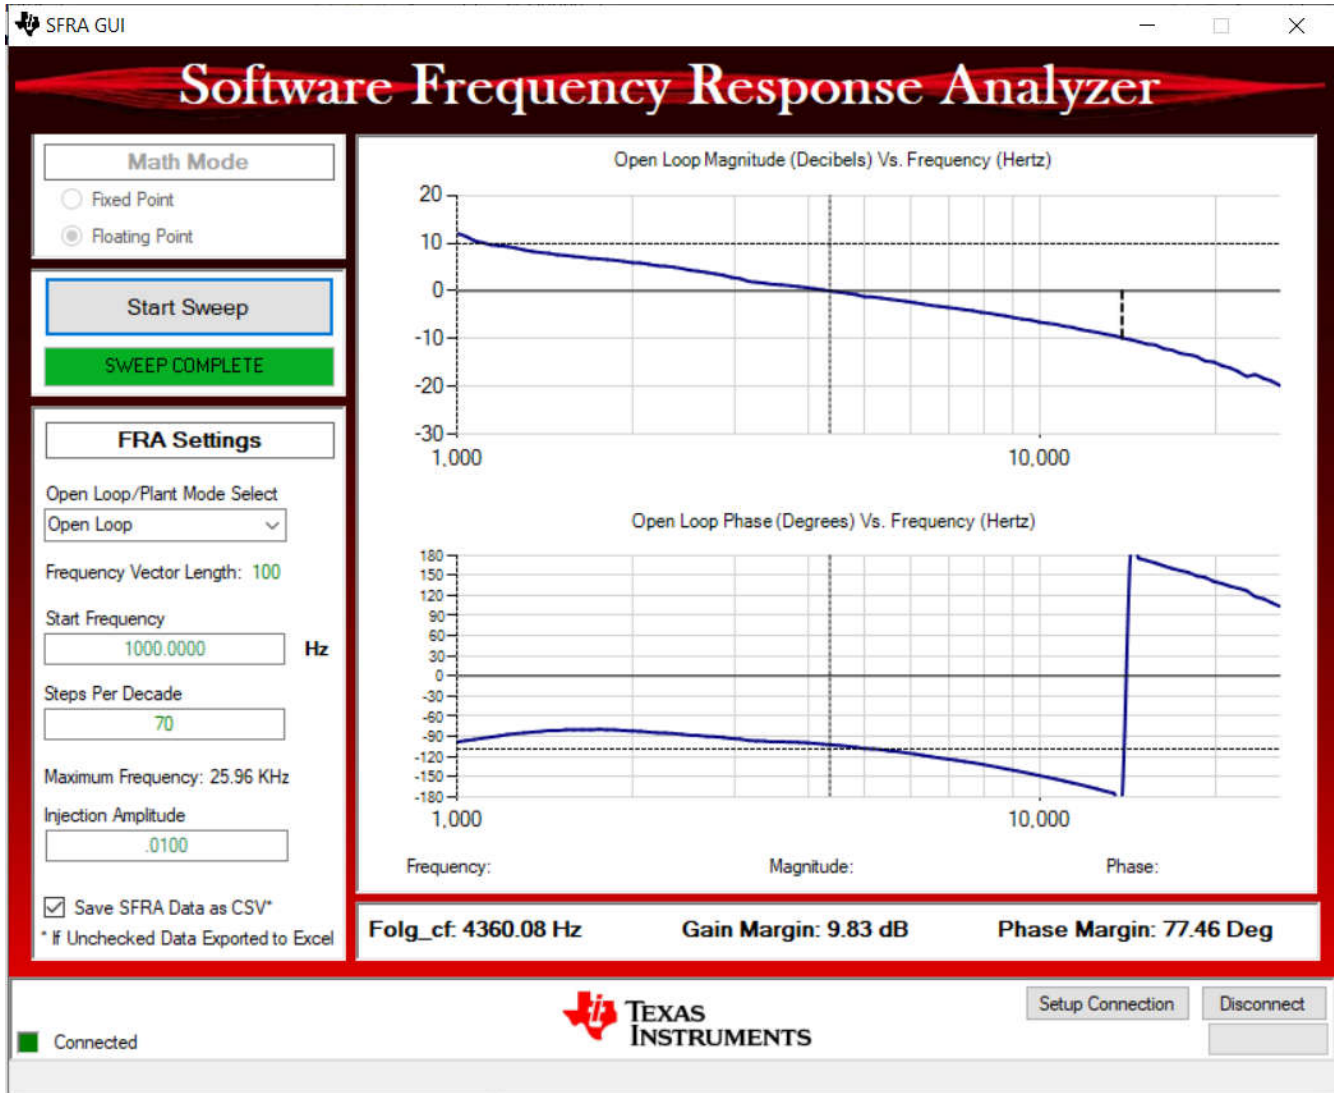 SFRA GUI
Software Frequency Response Analyzer
Math Mode
Fixed Point
Floating Point
Start Sweep
SWEEP COMPLETE
FRA Settings
Open Loop/Plant Mode Select
Open Loop
Frequency Vector Length: 100
Start Frequency
1000.0000 Hz
Steps Per Decade
70
Maximum Frequency: 25.96 KHz
Injection Amplitude
.0100
Save SFRA Data as CSV*
* If Unchecked Data Exported to Excel
Open Loop Magnitude (Decibels) Vs. Frequency (Hertz)
20
10
0
-10
-20
-30
1,000 10,000
Open Loop Phase (Degrees) Vs. Frequency (Hertz)
180
150
120
90
60
30
0
-30
-60
-90
-120
-150
-180
1,000 10,000
Frequency: Magnitude: Phase:
Folg_cf: 4360.08 Hz Gain Margin: 9.83 dB Phase Margin: 77.46 Deg
Connected
TEXAS
INSTRUMENTS
Setup Connection Disconnect